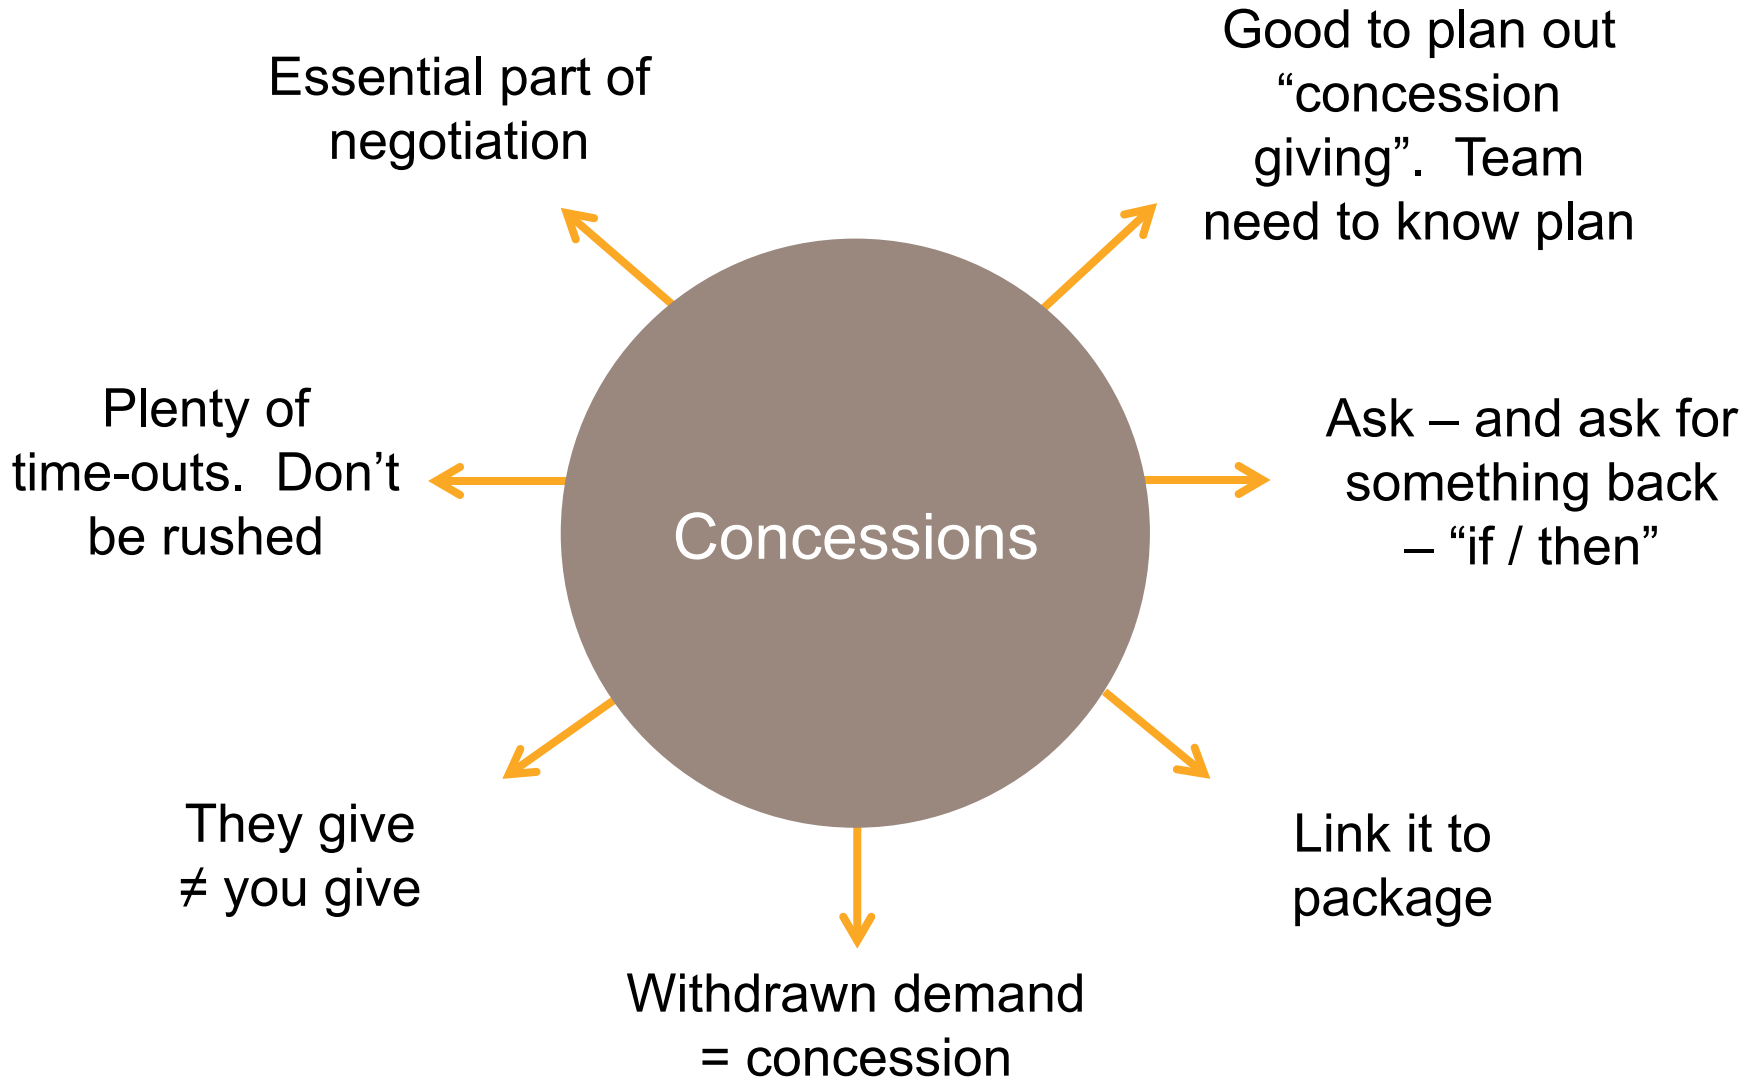 Essential part of
negotiation
Good to plan out
“concession
giving”.  Team
need to know plan
Plenty of
time-outs.  Don’t
be rushed
Concessions
Ask – and ask for
something back
– “if / then”
They give
≠ you give
Link it to
package
Withdrawn demand
= concession